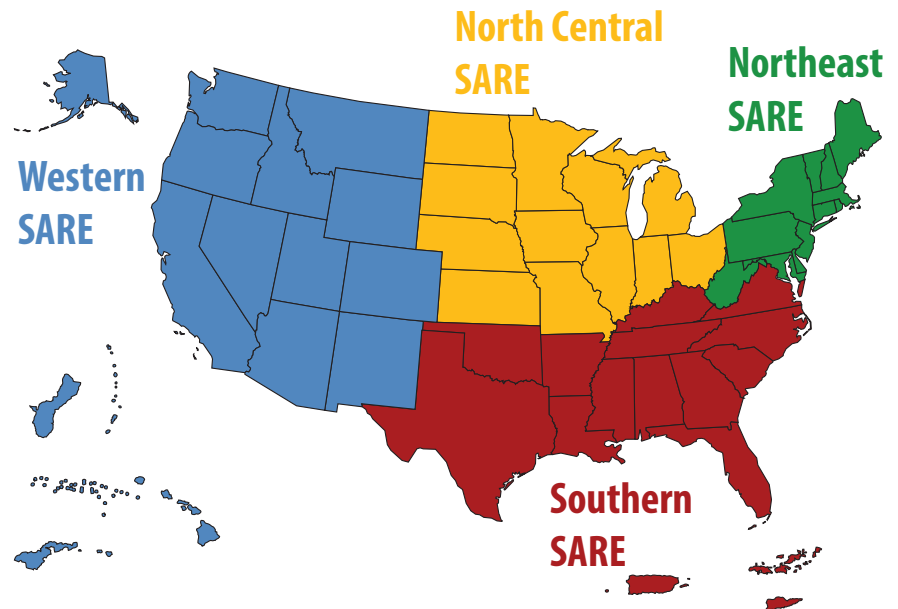 North Central
SARE
Northeast
SARE
Western
SARE
Southern
SARE